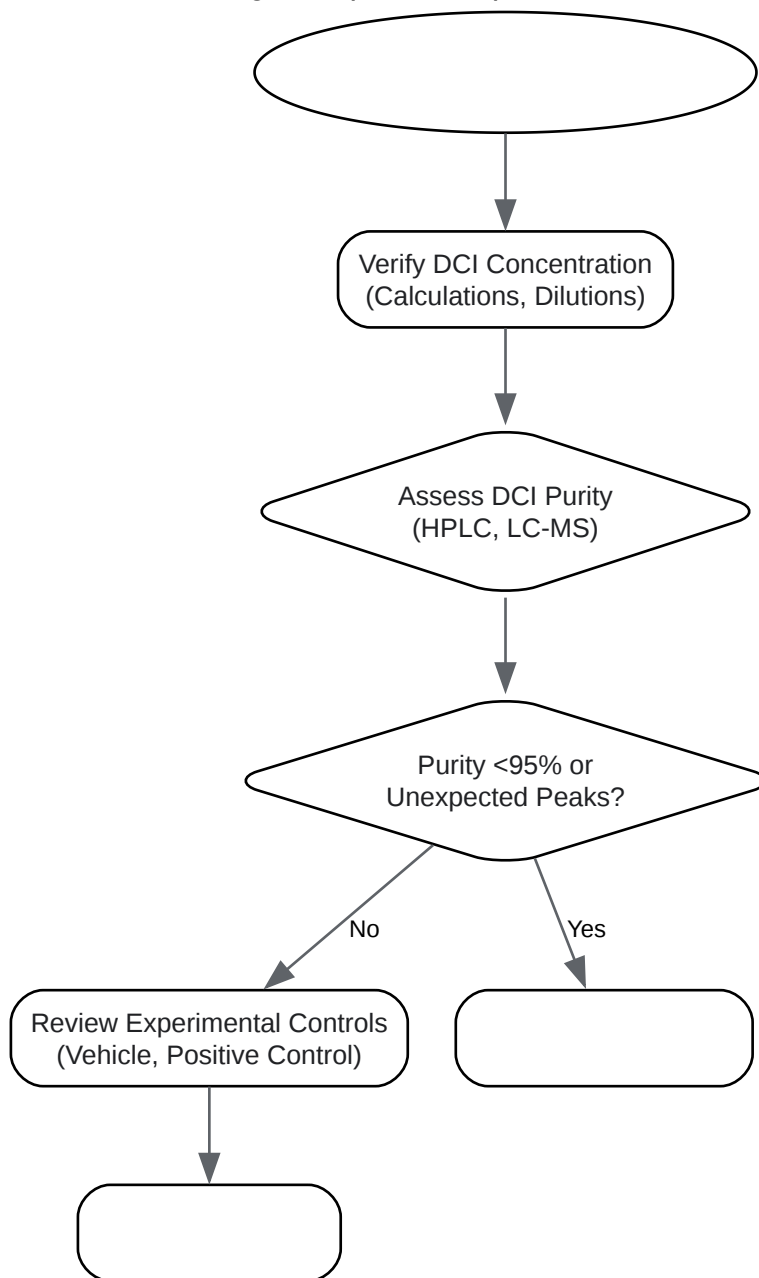 Verify DCI Concentration
(Calculations, Dilutions)
Assess DCI Purity
(HPLC, LC-MS)
Purity <95% or
Unexpected Peaks?
No
Yes
Review Experimental Controls
(Vehicle, Positive Control)